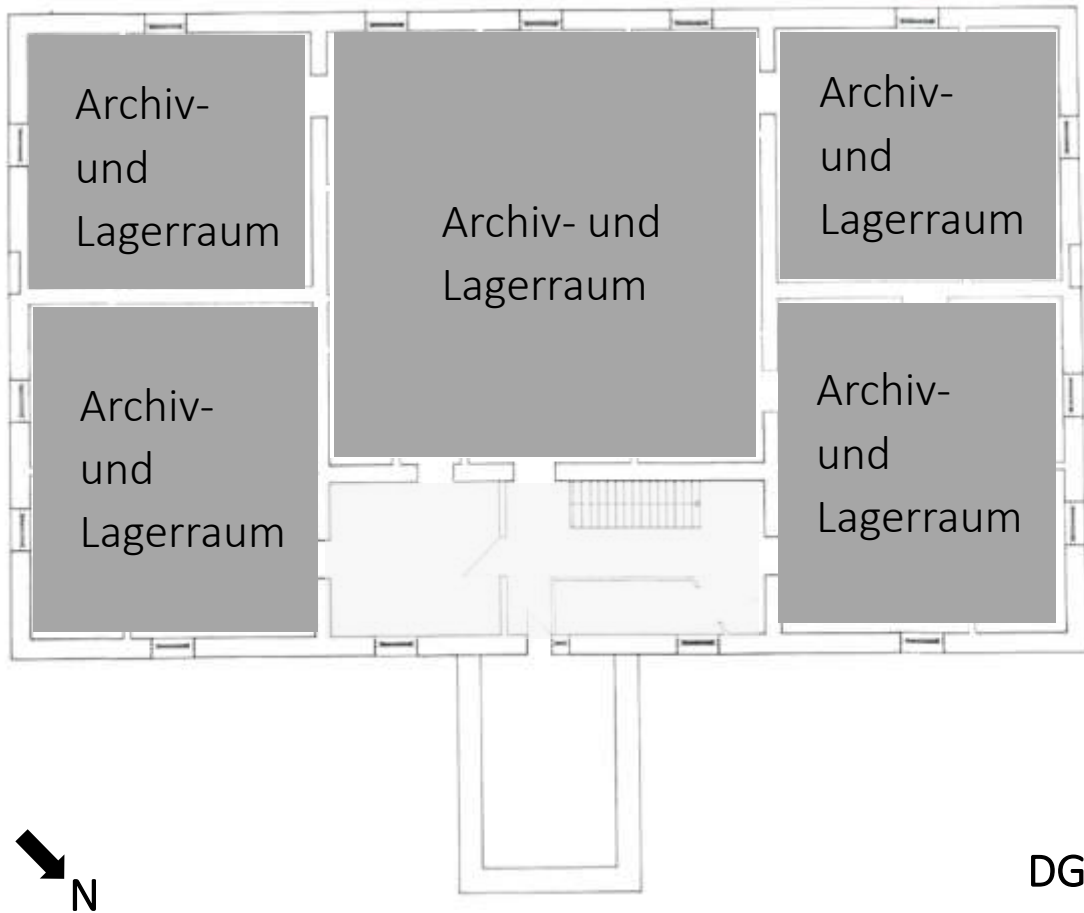 Archiv-
und
Lagerraum
Archiv- und
Lagerraum
Archiv-
und
Lagerraum
Archiv-
und
Lagerraum
Archiv-
und
Lagerraum
N
DG